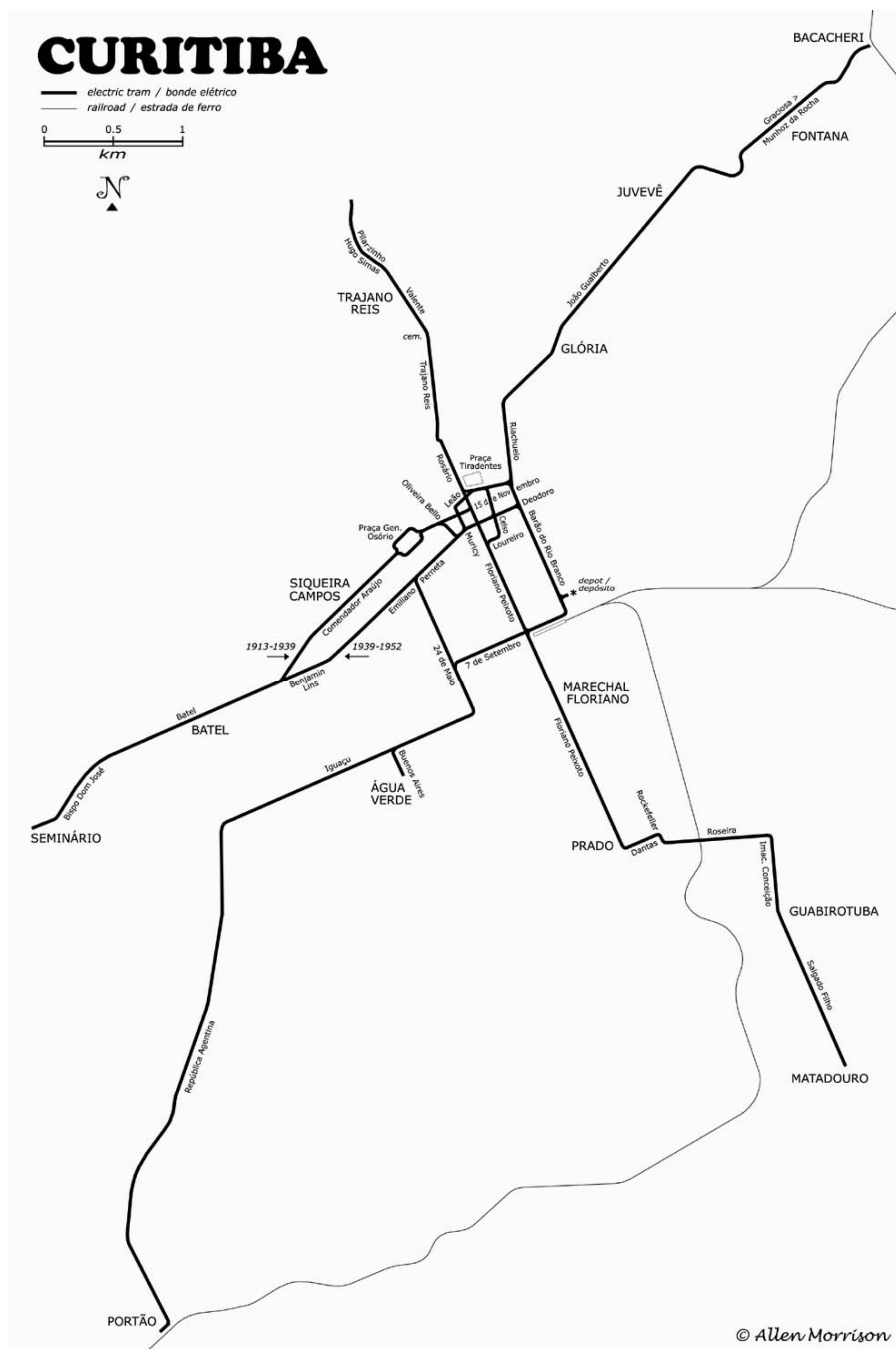 CURITIBA
electric tram / bonde elétrico
railroad / estrada de ferro
0 0.5 1
km
N
BACACHERI
Graciosa >
Munhoz da Rocha
FONTANA
JUVEVÊ
João Gualberto
GLÓRIA
Riachuelo
Pilarzinho
Hugo Simas
Valente
TRAJANO
REIS
cem.
Trajano Reis
Rosário
Praça
Tiradentes
Leão
15 de Novembro
Oliveira Bello
Deodoro
Praça Gen.
Osório
Célso
Loureiro
Muricy
Barão do Rio Branco
Floriano Peixoto
depot /
depósito
*
SIQUEIRA
CAMPOS
Comendador Araújo
Emiliano Perneta
1913-1939
1939-1952
Benjamin
Lins
24 de Maio
7 de Setembro
MARECHAL
FLORIANO
Floriano Peixoto
Batel
BATEL
Bispo Dom José
SEMINÁRIO
Iguaçu
Buenos Aires
ÁGUA
VERDE
Rockefeller
PRADO
Dantas
Roseira
Imac. Conceição
GUABIROTUBA
Salgado Filho
MATADOURO
República Agentina
PORTÃO
© Allen Morrison